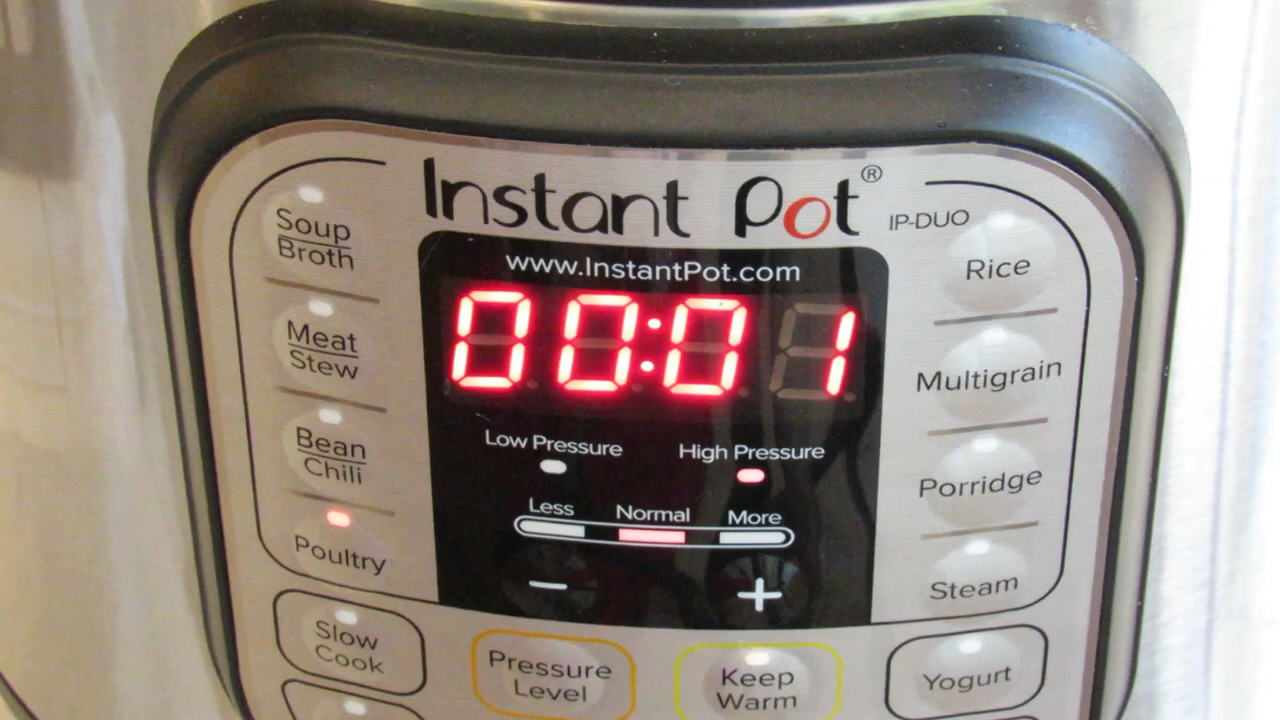 Instant Pot®
IP-DUO
www.InstantPot.com
00:01
Low Pressure
High Pressure
Less
Normal
More
−
+
Soup
Broth
Meat
Stew
Bean
Chili
Poultry
Slow
Cook
Pressure
Level
Keep
Warm
Rice
Multigrain
Porridge
Steam
Yogurt